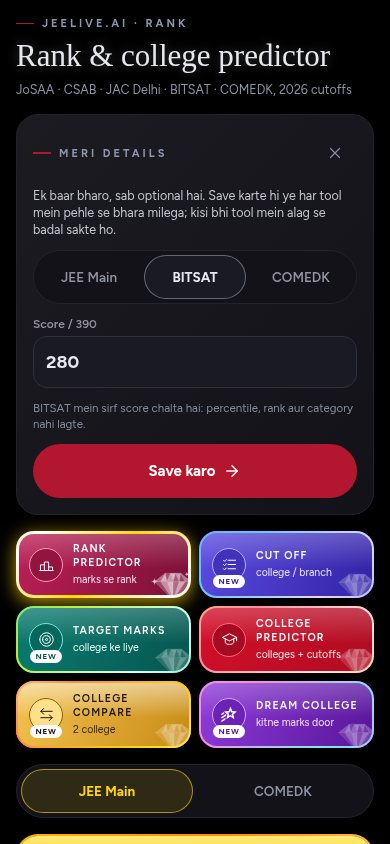 JEELIVE.AI · RANK
Rank & college predictor
JoSAA · CSAB · JAC Delhi · BITSAT · COMEDK, 2026 cutoffs
MERI DETAILS
Ek baar bharo, sab optional hai. Save karte hi ye har tool
mein pehle se bhara milega; kisi bhi tool mein alag se
badal sakte ho.
JEE Main
BITSAT
COMEDK
Score / 390
280
BITSAT mein sirf score chalta hai: percentile, rank aur category
nahi lagte.
Save karo →
RANK
PREDICTOR
marks se rank
CUT OFF
college / branch
NEW
TARGET MARKS
college ke liye
NEW
COLLEGE
PREDICTOR
colleges + cutoffs
COLLEGE
COMPARE
2 college
NEW
DREAM COLLEGE
kitne marks door
NEW
JEE Main
COMEDK